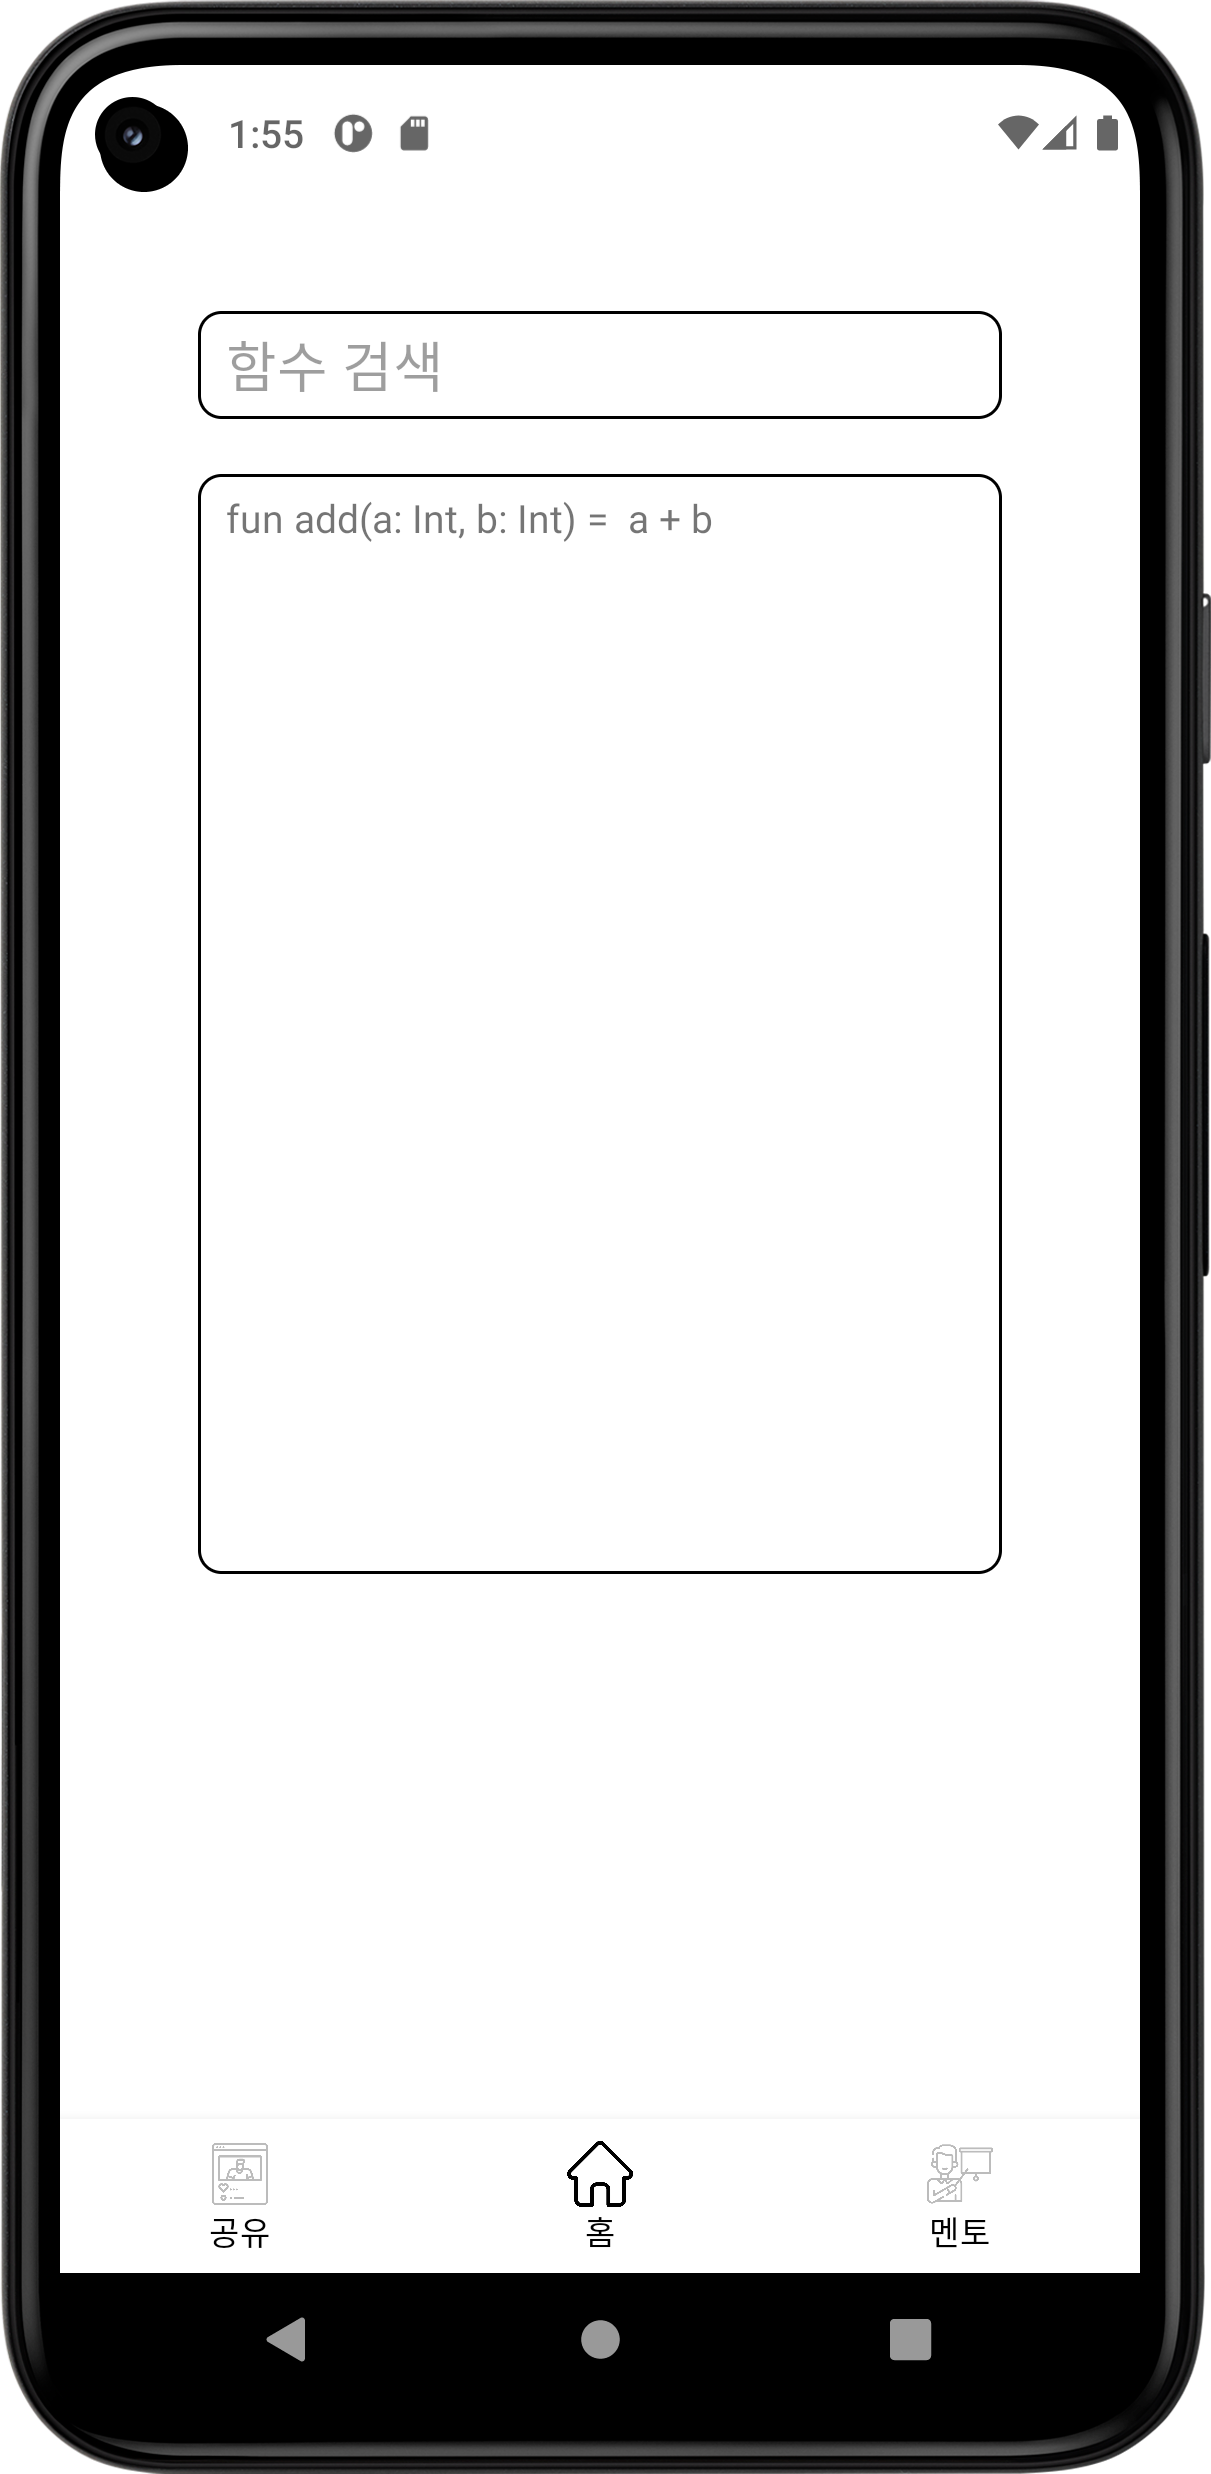 1:55
함수 검색
fun add(a: Int, b: Int) =  a + b
공유
홈
멘토